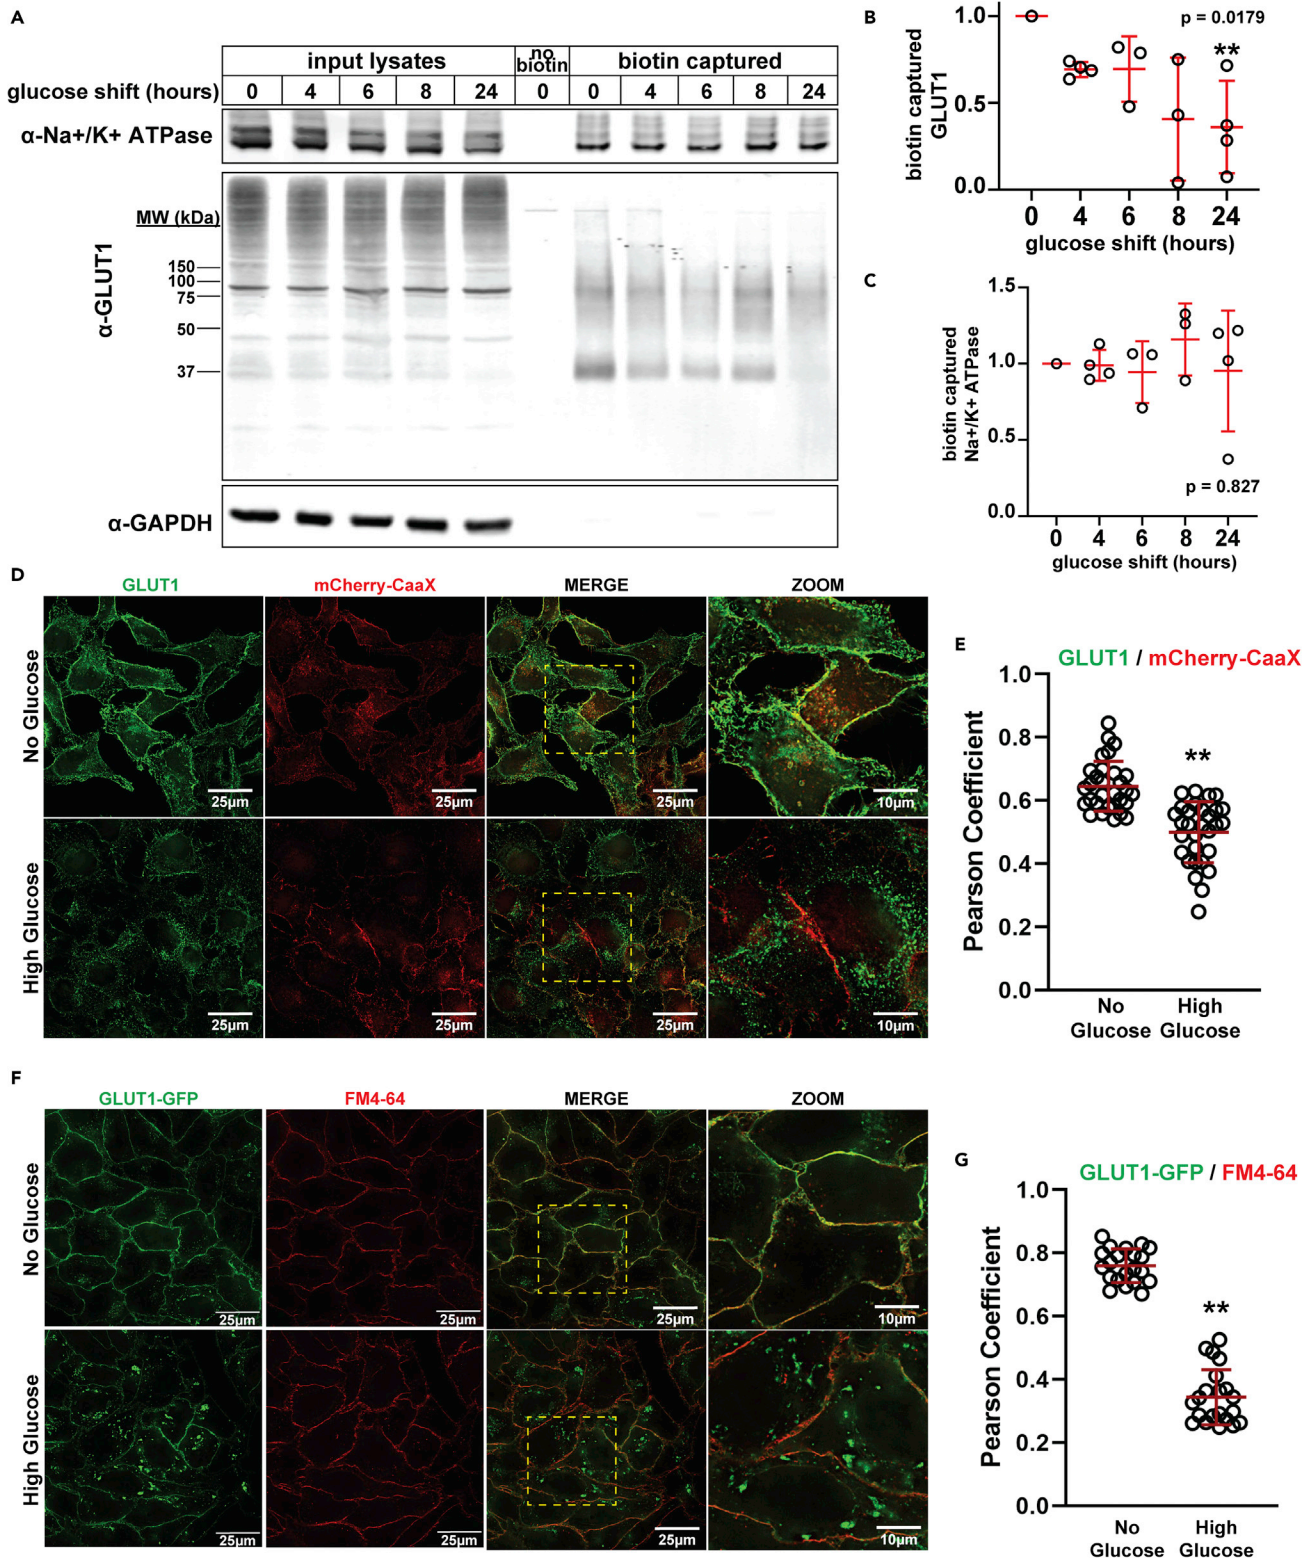 A
input lysates
no
biotin
biotin captured
glucose shift (hours)
0 4 6 8 24 0 0 4 6 8 24
α-Na+/K+ ATPase
MW (kDa)
150
100
75
50
37
α-GLUT1
α-GAPDH
B
p = 0.0179
**
1.0
0.5
0.0
biotin captured
GLUT1
0 4 6 8 24
glucose shift (hours)
C
1.5
1.0
0.5
0.0
biotin captured
Na+/K+ ATPase
p = 0.827
0 4 6 8 24
glucose shift (hours)
D
GLUT1 mCherry-CaaX MERGE ZOOM
No Glucose
25µm 25µm 25µm 10µm
High Glucose
25µm 25µm 25µm 10µm
E
GLUT1 / mCherry-CaaX
1.0
0.8
0.6
0.4
0.2
0.0
Pearson Coefficient
**
No
Glucose
High
Glucose
F
GLUT1-GFP FM4-64 MERGE ZOOM
No Glucose
25µm 25µm 25µm 10µm
High Glucose
25µm 25µm 25µm 10µm
G
GLUT1-GFP / FM4-64
1.0
0.8
0.6
0.4
0.2
0.0
Pearson Coefficient
**
No
Glucose
High
Glucose